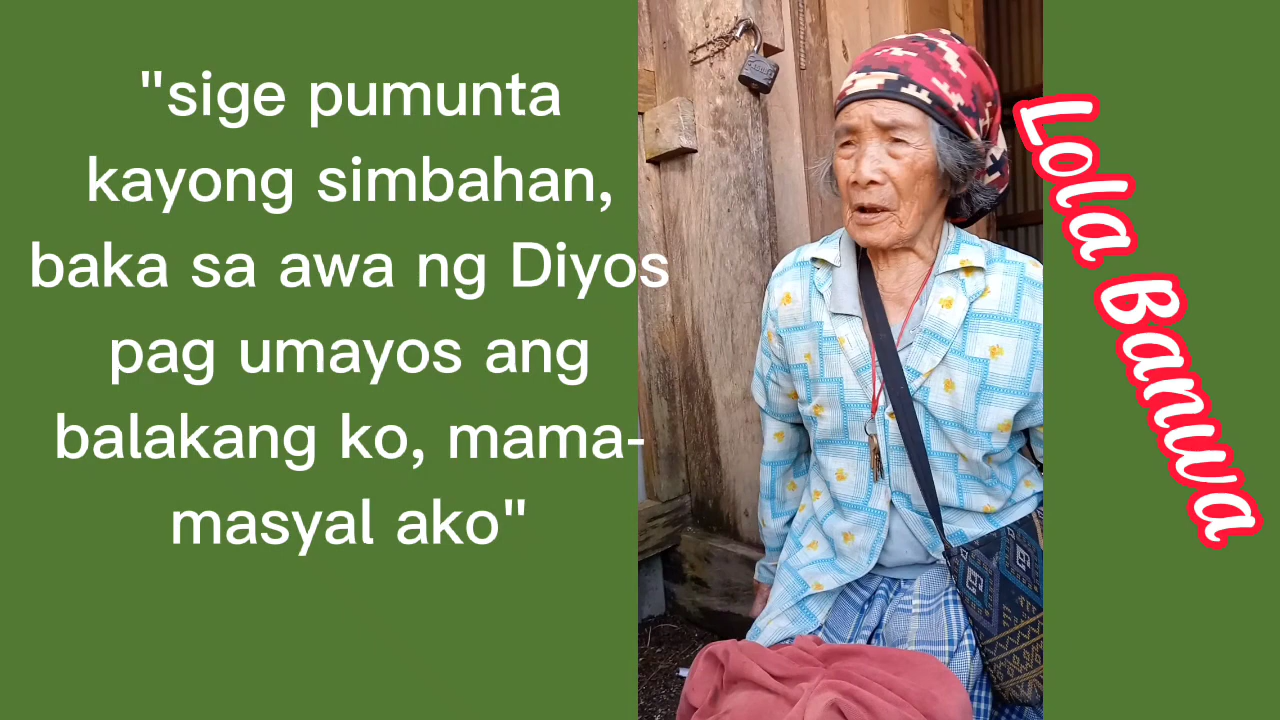 "sige pumunta
kayong simbahan,
baka sa awa ng Diyos
pag umayos ang
balakang ko, mama-
masyal ako"
Lola Banwa